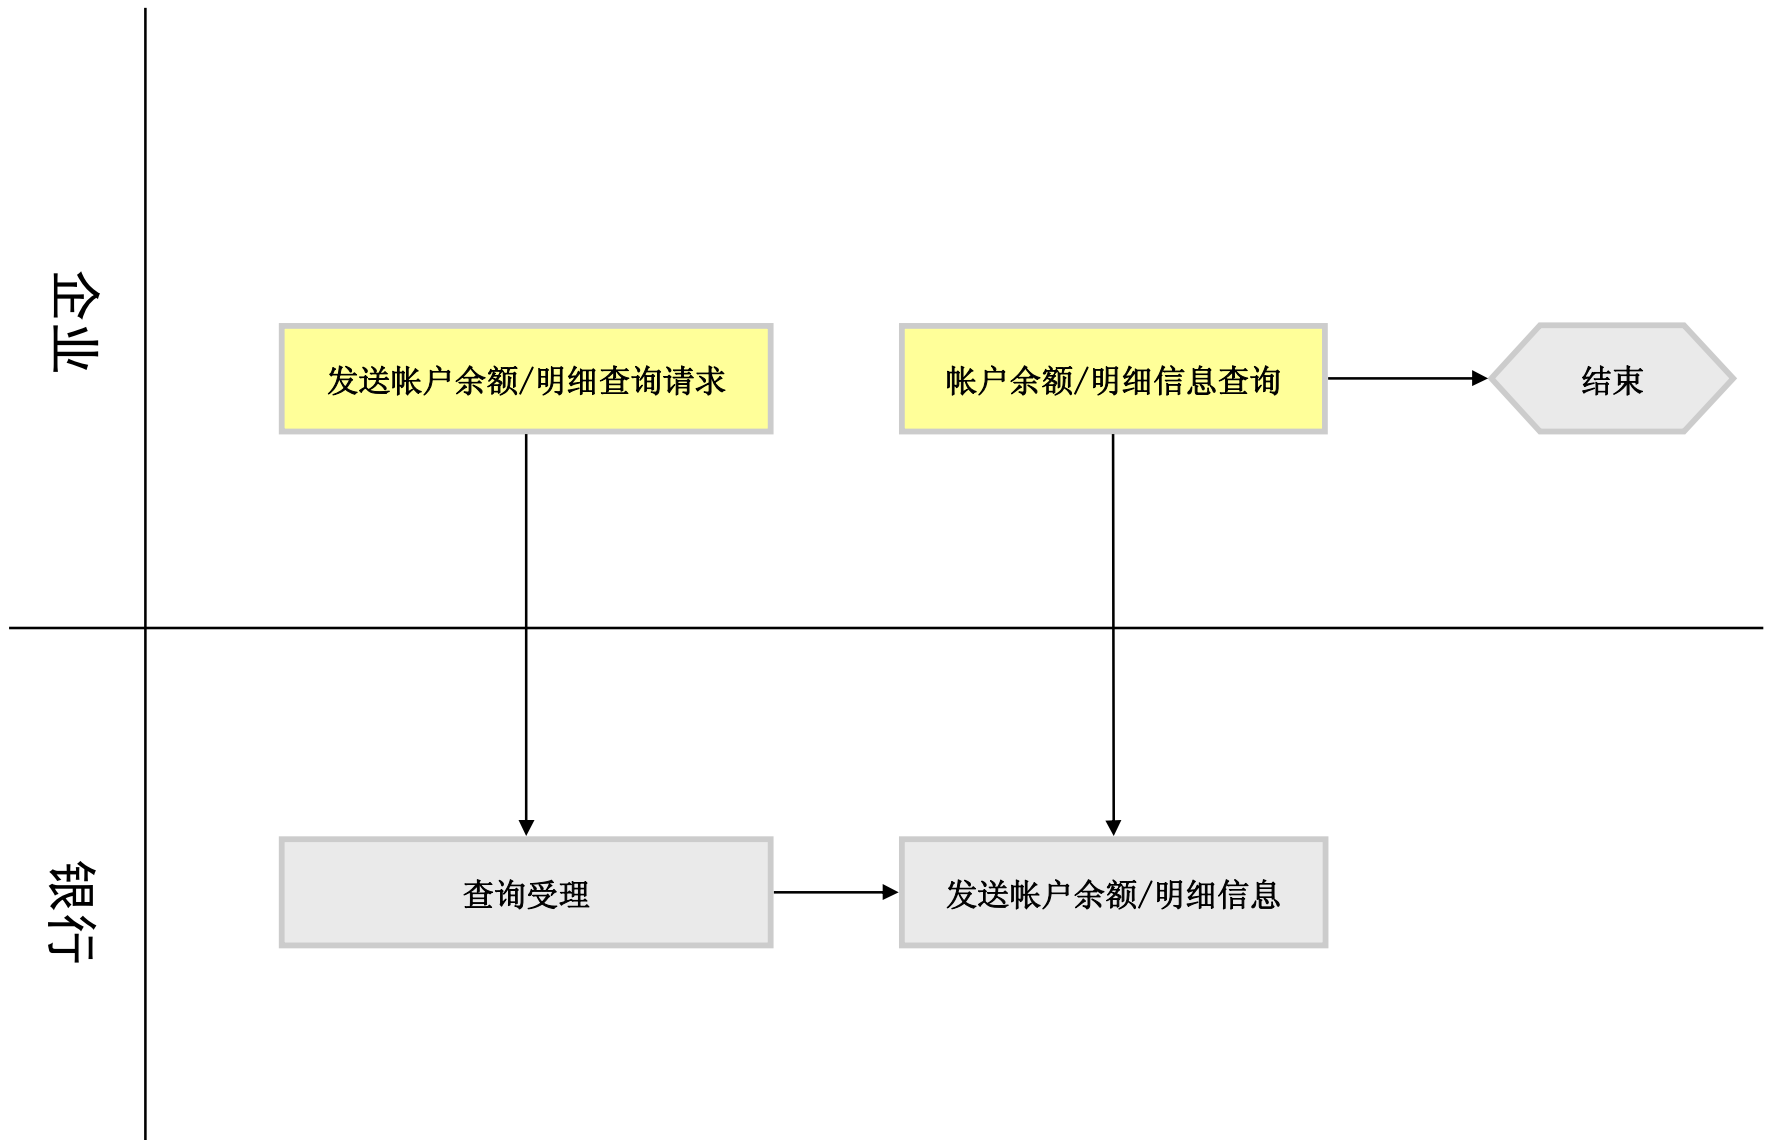 企业
发送帐户余额/明细查询请求
帐户余额/明细信息查询
结束
银行
查询受理
发送帐户余额/明细信息